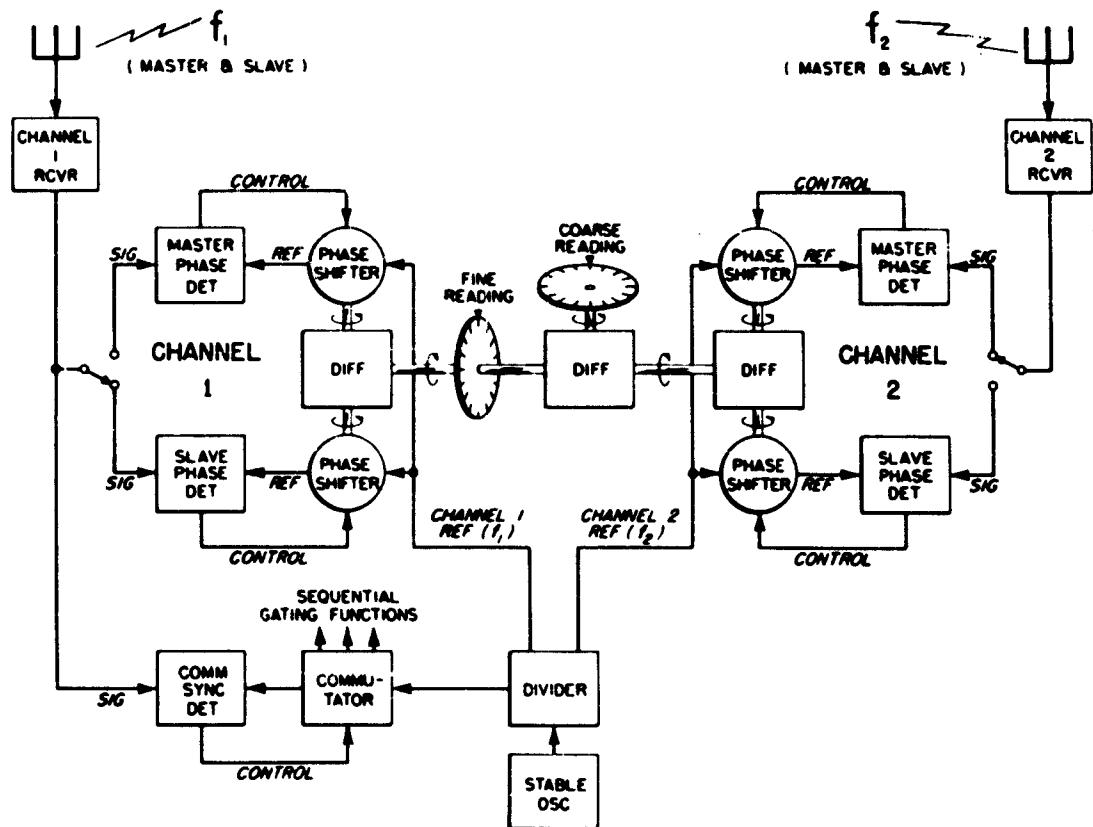 f1
(MASTER & SLAVE)
f2
(MASTER & SLAVE)
CHANNEL
1
RCVR
CHANNEL
2
RCVR
CONTROL
CONTROL
SIG
MASTER
PHASE
DET
REF
PHASE
SHIFTER
COARSE
READING
FINE
READING
PHASE
SHIFTER
REF
MASTER
PHASE DET
SIG
CHANNEL
1
DIFF
DIFF
DIFF
CHANNEL
2
SIG
SLAVE
PHASE
DET
REF
PHASE
SHIFTER
PHASE
SHIFTER
REF
SLAVE
PHASE
DET
SIG
CONTROL
CHANNEL 1
REF (f1)
CHANNEL 2
REF (f2)
CONTROL
SEQUENTIAL
GATING FUNCTIONS
SIG
COMM
SYNC
DET
COMMU-
TATOR
DIVIDER
CONTROL
STABLE
OSC